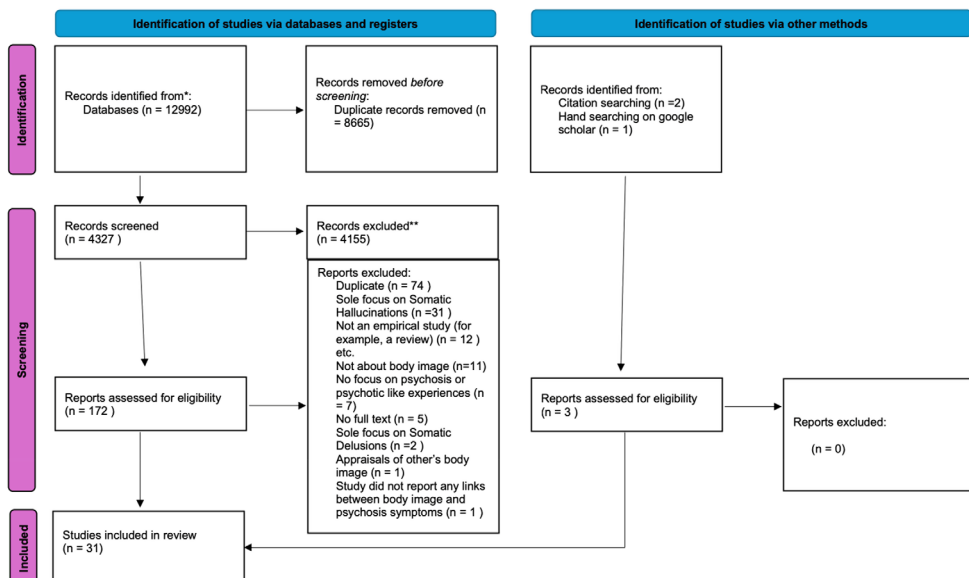 Identification of studies via databases and registers
Identification of studies via other methods
Identification
Records identified from*:
Databases (n = 12992)
Records removed before
screening:
Duplicate records removed (n
= 8665)
Records identified from:
Citation searching (n =2)
Hand searching on google
scholar (n = 1)
Screening
Records screened
(n = 4327 )
Records excluded**
(n = 4155)
Reports assessed for eligibility
(n = 172 )
Reports excluded:
Duplicate (n = 74 )
Sole focus on Somatic
Hallucinations (n =31 )
Not an empirical study (for
example, a review) (n = 12 )
etc.
Not about body image (n=11)
No focus on psychosis or
psychotic like experiences (n
= 7)
No full text (n = 5)
Sole focus on Somatic
Delusions (n =2 )
Appraisals of other's body
image (n = 1)
Study did not report any links
between body image and
psychosis symptoms (n = 1 )
Reports assessed for eligibility
(n = 3 )
Reports excluded:
(n = 0)
Included
Studies included in review
(n = 31)